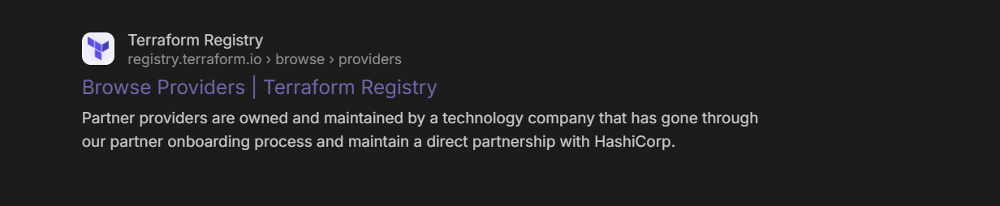 Terraform Registry
registry.terraform.io › browse › providers
Browse Providers | Terraform Registry
Partner providers are owned and maintained by a technology company that has gone through
our partner onboarding process and maintain a direct partnership with HashiCorp.